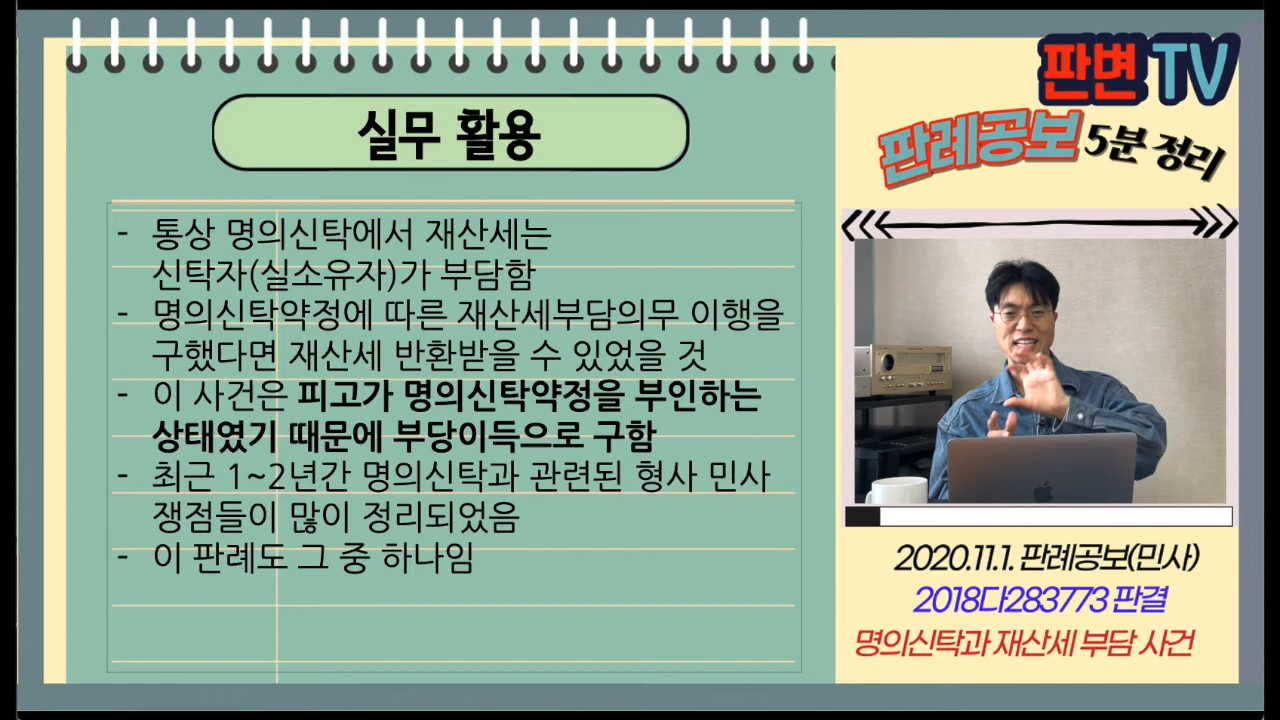 실무 활용
- 통상 명의신탁에서 재산세는
신탁자(실소유자)가 부담함
- 명의신탁약정에 따른 재산세부담의무 이행을
구했다면 재산세 반환받을 수 있었을 것
- 이 사건은 피고가 명의신탁약정을 부인하는
상태였기 때문에 부당이득으로 구함
- 최근 1~2년간 명의신탁과 관련된 형사 민사
쟁점들이 많이 정리되었음
- 이 판례도 그 중 하나임
판변 TV
판례공보 5분 정리
2020.11.1. 판례공보(민사)
2018다283773 판결
명의신탁과 재산세 부담 사건